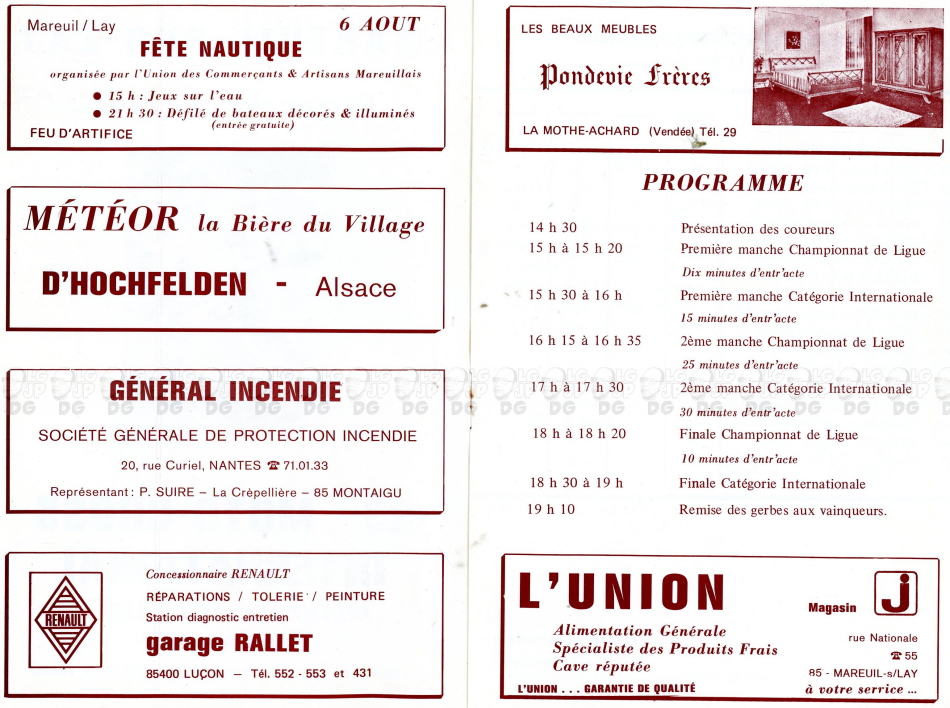 Mareuil / Lay 6 AOUT
FÊTE NAUTIQUE
organisée par l'Union des Commerçants & Artisans Mareuillais
● 15 h : Jeux sur l'eau
● 21 h 30 : Défilé de bateaux décorés & illuminés
(entrée gratuite)
FEU D'ARTIFICE
MÉTÉOR la Bière du Village
D'HOCHFELDEN - Alsace
GÉNÉRAL INCENDIE
SOCIÉTÉ GÉNÉRALE DE PROTECTION INCENDIE
20, rue Curiel, NANTES ☎ 71.01.33
Représentant : P. SUIRE – La Crèpellière – 85 MONTAIGU
RENAULT
Concessionnaire RENAULT
RÉPARATIONS / TOLERIE / PEINTURE
Station diagnostic entretien
garage RALLET
85400 LUÇON – Tél. 552 - 553 et 431
LES BEAUX MEUBLES
Pondevie Frères
LA MOTHE-ACHARD (Vendée) Tél. 29
PROGRAMME
14 h 30 Présentation des coureurs
15 h à 15 h 20 Première manche Championnat de Ligue
Dix minutes d'entr'acte
15 h 30 à 16 h Première manche Catégorie Internationale
15 minutes d'entr'acte
16 h 15 à 16 h 35 2ème manche Championnat de Ligue
25 minutes d'entr'acte
17 h à 17 h 30 2ème manche Catégorie Internationale
30 minutes d'entr'acte
18 h à 18 h 20 Finale Championnat de Ligue
10 minutes d'entr'acte
18 h 30 à 19 h Finale Catégorie Internationale
19 h 10 Remise des gerbes aux vainqueurs.
L'UNION
Magasin J
Alimentation Générale
Spécialiste des Produits Frais
Cave réputée
rue Nationale
☎ 55
85 - MAREUIL-s/LAY
L'UNION . . . GARANTIE DE QUALITÉ
à votre serrice ...